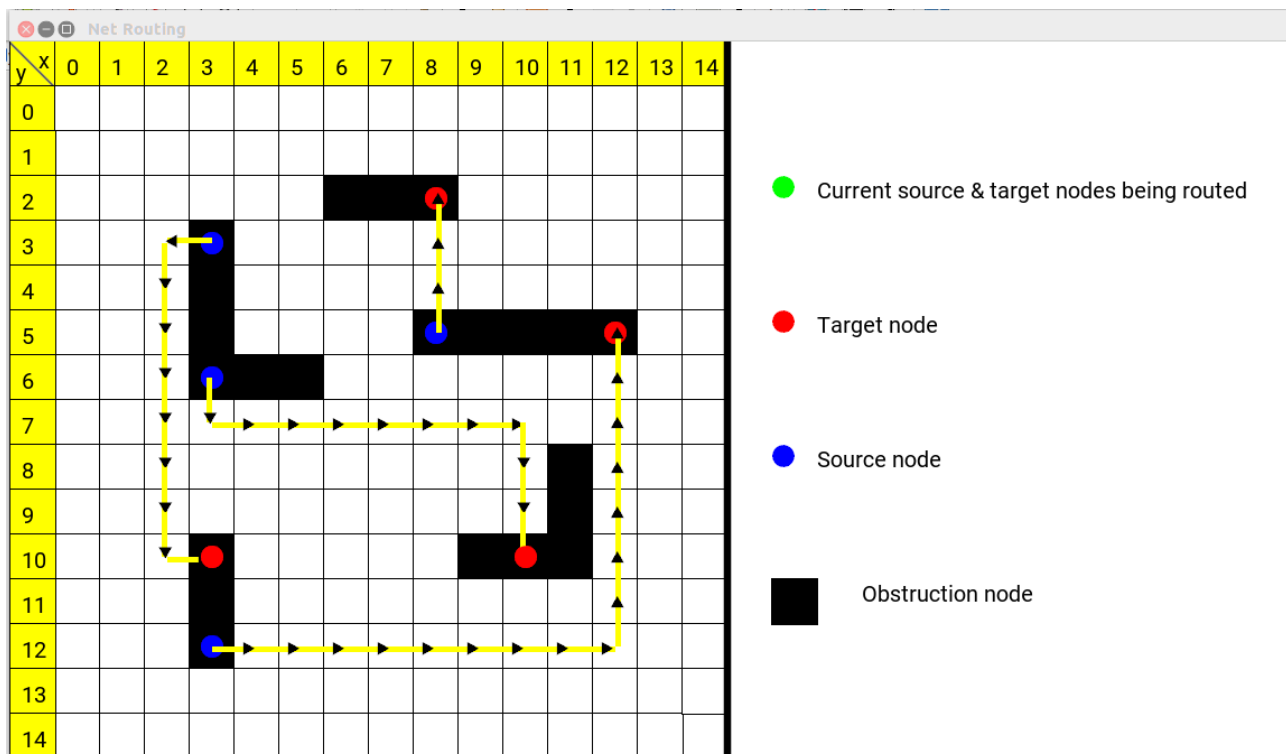 Net Routing
x 0 1 2 3 4 5 6 7 8 9 10 11 12 13 14
y
0
1
2
Current source & target nodes being routed
3
4
5
Target node
6
7
8
Source node
9
10
11
Obstruction node
12
13
14